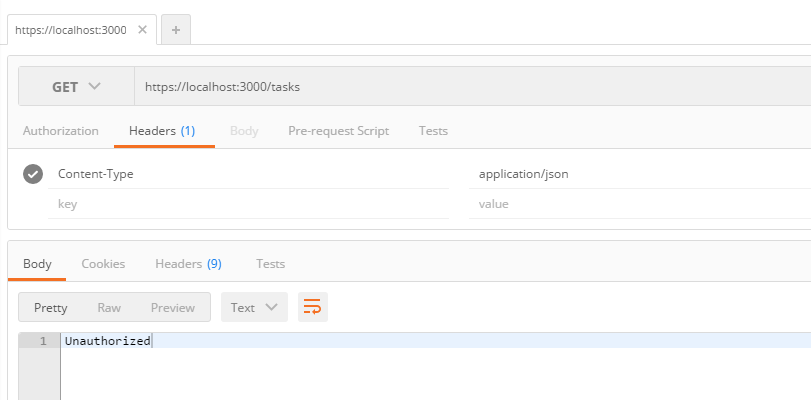 https://localhost:3000
GET https://localhost:3000/tasks
Authorization Headers (1) Body Pre-request Script Tests
Content-Type application/json
key value
Body Cookies Headers (9) Tests
Pretty Raw Preview Text
1 Unauthorized